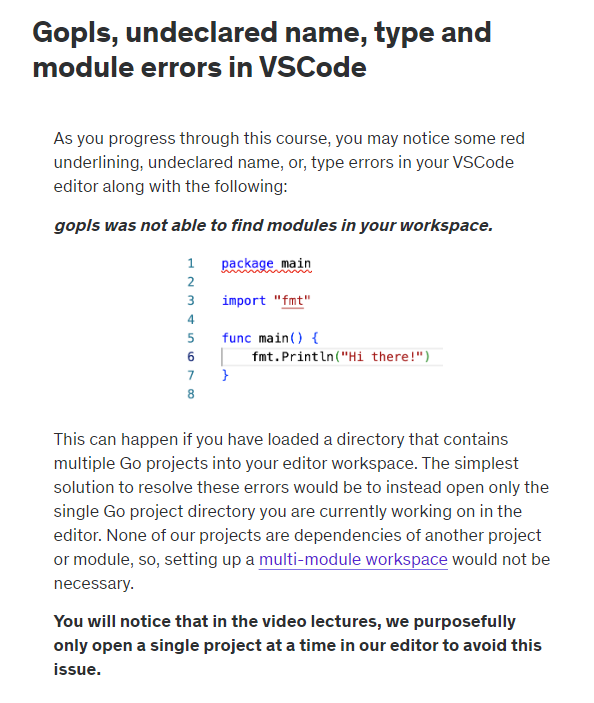 Gopls, undeclared name, type and
module errors in VSCode
As you progress through this course, you may notice some red
underlining, undeclared name, or, type errors in your VSCode
editor along with the following:
gopls was not able to find modules in your workspace.
1 package main
2
3 import "fmt"
4
5 func main() {
6     fmt.Println("Hi there!")
7 }
8
This can happen if you have loaded a directory that contains
multiple Go projects into your editor workspace. The simplest
solution to resolve these errors would be to instead open only the
single Go project directory you are currently working on in the
editor. None of our projects are dependencies of another project
or module, so, setting up a multi-module workspace would not be
necessary.
You will notice that in the video lectures, we purposefully
only open a single project at a time in our editor to avoid this
issue.